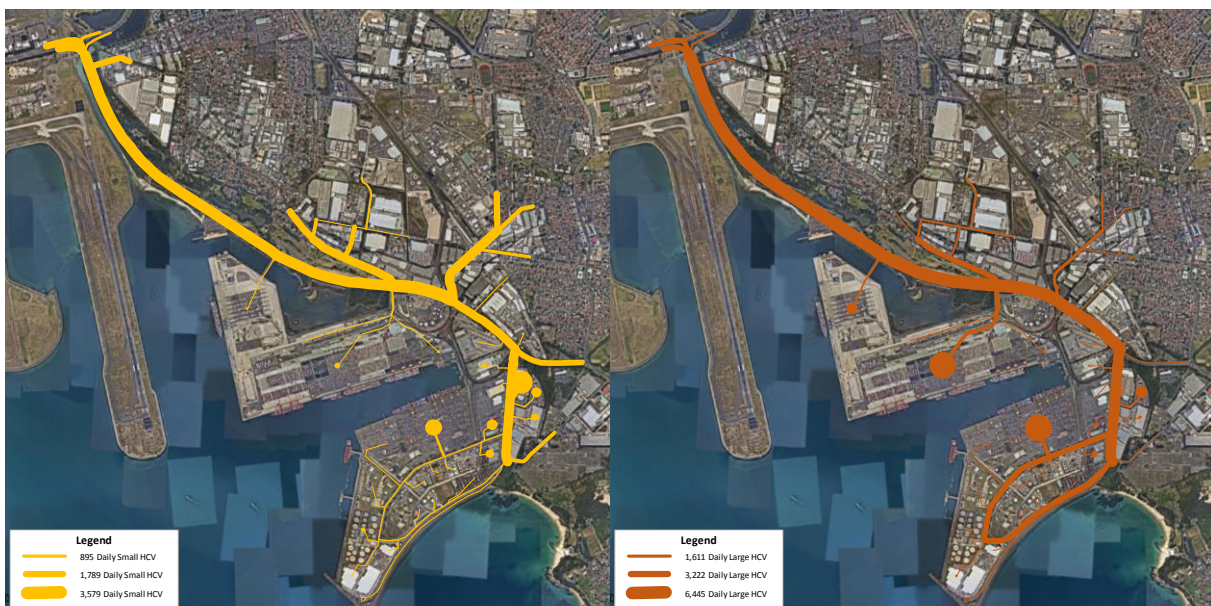 Legend
895 Daily Small HCV
1,789 Daily Small HCV
3,579 Daily Small HCV
Legend
1,611 Daily Large HCV
3,222 Daily Large HCV
6,445 Daily Large HCV